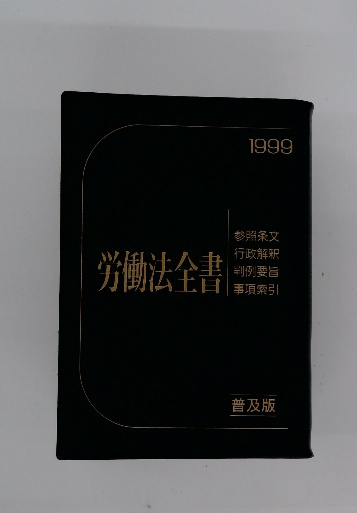 1999
労働法全書
参照条文
行政解釈
判例要旨
事項索引
普及版